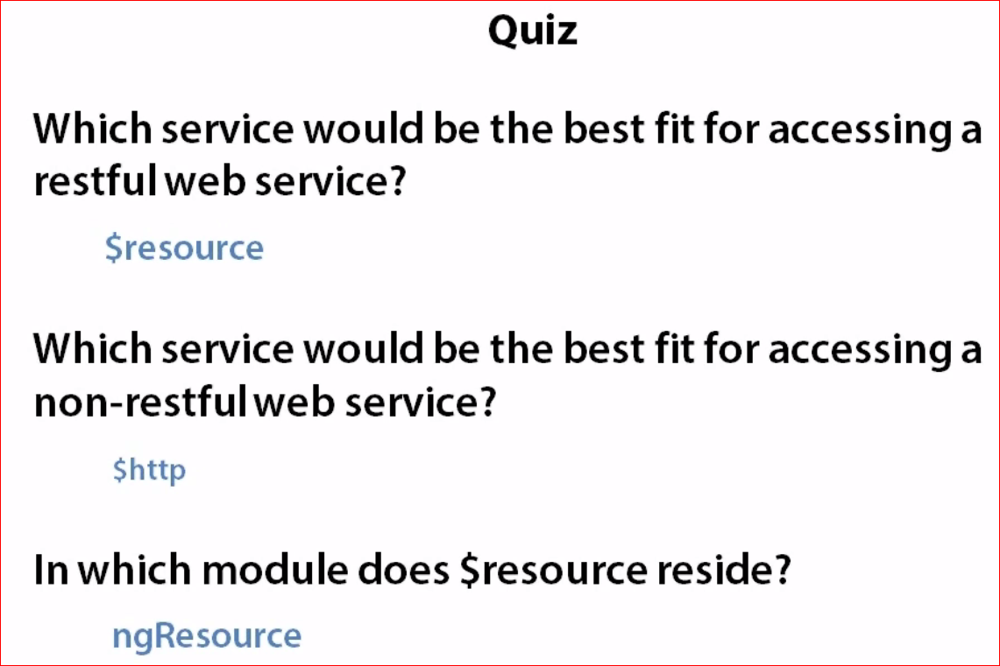 Quiz
Which service would be the best fit for accessing a
restful web service?
$resource
Which service would be the best fit for accessing a
non-restful web service?
$http
In which module does $resource reside?
ngResource